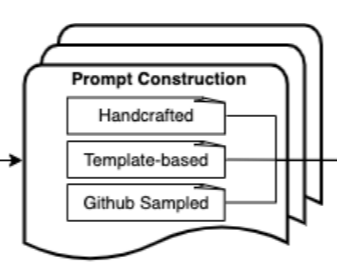 Prompt Construction
Handcrafted
Template-based
Github Sampled